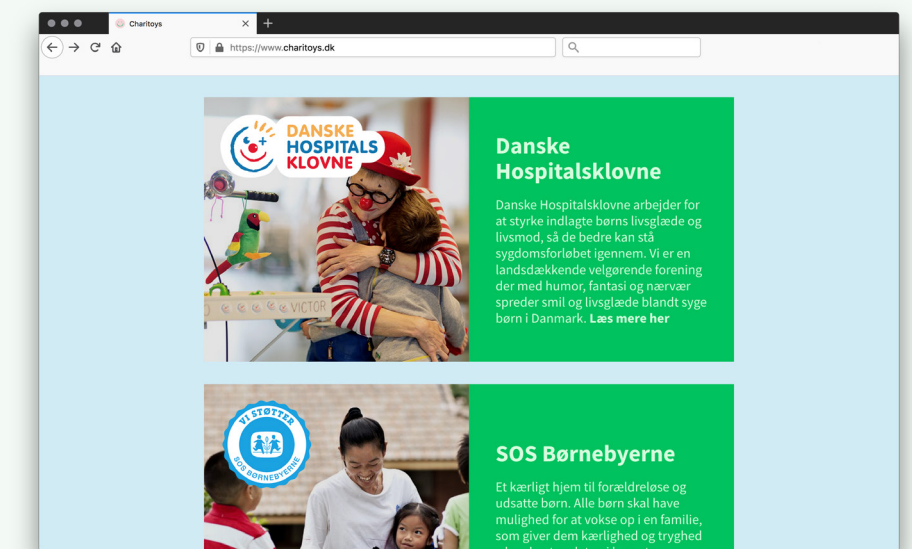 Charitoys
https://www.charitoys.dk
DANSKE
HOSPITALS
KLOVNE
VICTOR
Danske
Hospitalsklovne
Danske Hospitalsklovne arbejder for
at styrke indlagte børns livsglæde og
livsmod, så de bedre kan stå
sygdomsforløbet igennem. Vi er en
landsdækkende velgørende forening
der med humor, fantasi og nærvær
spreder smil og livsglæde blandt syge
børn i Danmark. Læs mere her
VI STØTTER
SOS BØRNEBYERNE
SOS Børnebyerne
Et kærligt hjem til forældreløse og
udsatte børn. Alle børn skal have
mulighed for at vokse op i en familie,
som giver dem kærlighed og tryghed